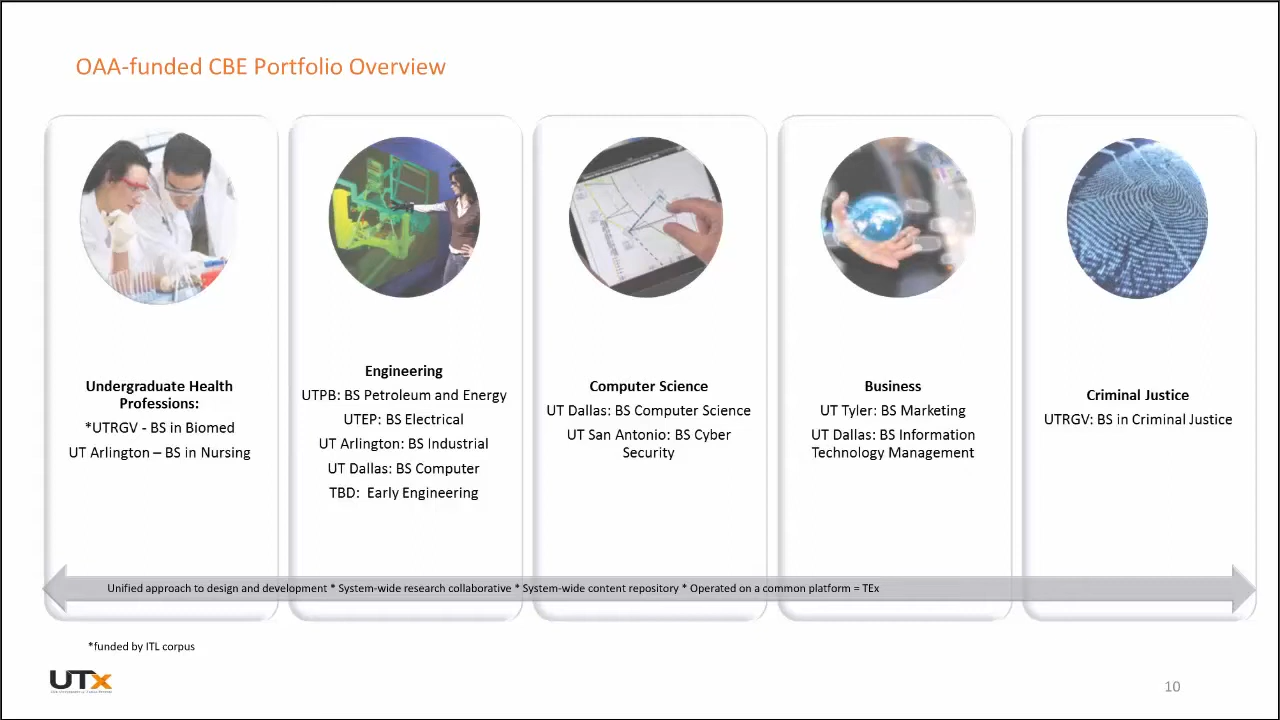 OAA-funded CBE Portfolio Overview
Undergraduate Health
Professions:
*UTRGV - BS in Biomed
UT Arlington – BS in Nursing
Engineering
UTPB: BS Petroleum and Energy
UTEP: BS Electrical
UT Arlington: BS Industrial
UT Dallas: BS Computer
TBD: Early Engineering
Computer Science
UT Dallas: BS Computer Science
UT San Antonio: BS Cyber
Security
Business
UT Tyler: BS Marketing
UT Dallas: BS Information
Technology Management
Criminal Justice
UTRGV: BS in Criminal Justice
Unified approach to design and development * System-wide research collaborative * System-wide content repository * Operated on a common platform = TEx
*funded by ITL corpus
UTx
10